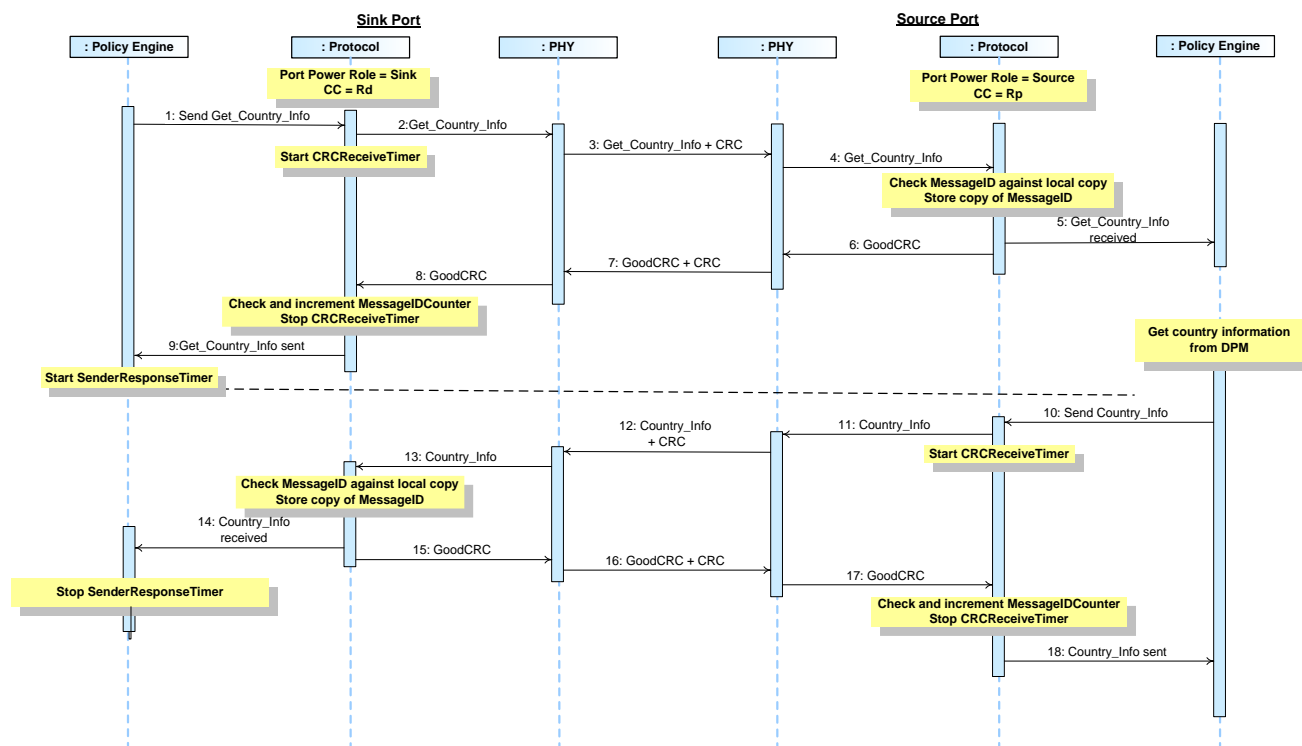 Sink Port
Source Port
: Policy Engine
: Protocol
: PHY
: PHY
: Protocol
: Policy Engine
Port Power Role = Sink
CC = Rd
Port Power Role = Source
CC = Rp
1: Send Get_Country_Info
2:Get_Country_Info
Start CRCReceiveTimer
3: Get_Country_Info + CRC
4: Get_Country_Info
Check MessageID against local copy
Store copy of MessageID
5: Get_Country_Info
received
6: GoodCRC
7: GoodCRC + CRC
8: GoodCRC
Check and increment MessageIDCounter
Stop CRCReceiveTimer
9:Get_Country_Info sent
Start SenderResponseTimer
Get country information
from DPM
10: Send Country_Info
11: Country_Info
Start CRCReceiveTimer
12: Country_Info
+ CRC
13: Country_Info
Check MessageID against local copy
Store copy of MessageID
14: Country_Info
received
15: GoodCRC
16: GoodCRC + CRC
17: GoodCRC
Stop SenderResponseTimer
Check and increment MessageIDCounter
Stop CRCReceiveTimer
18: Country_Info sent